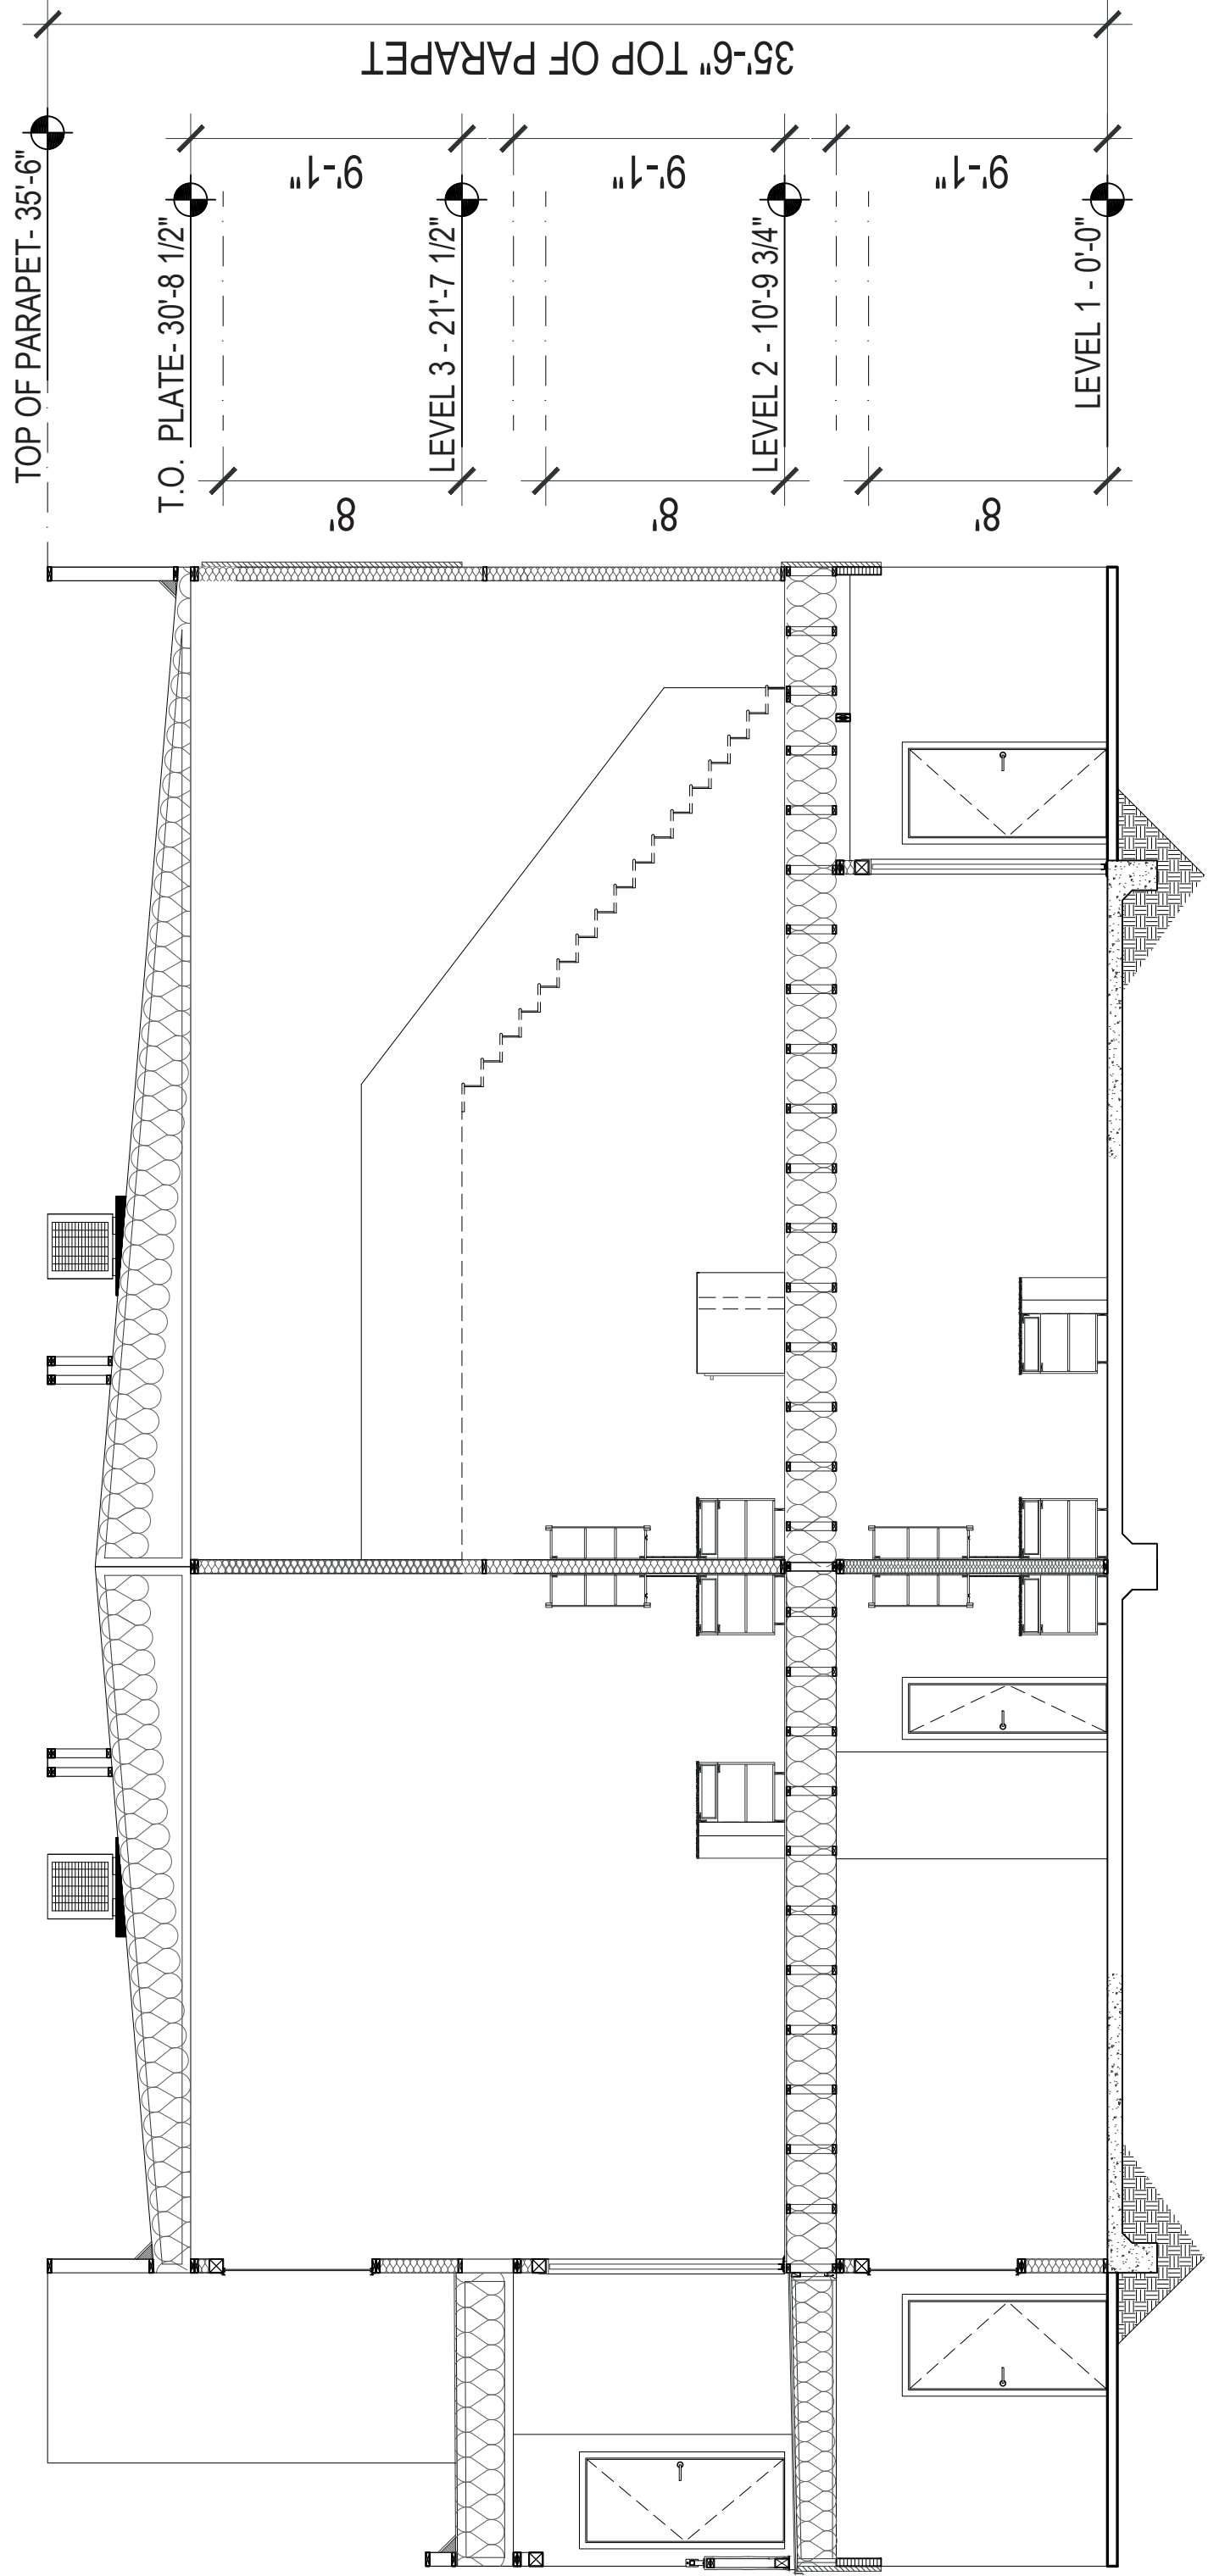 35'-6" TOP OF PARAPET
TOP OF PARAPET- 35'-6"
9'-1"
9'-1"
9'-1"
T.O. PLATE- 30'-8 1/2"
LEVEL 3 - 21'-7 1/2"
LEVEL 2 - 10'-9 3/4"
LEVEL 1 - 0'-0"
8'
8'
8'